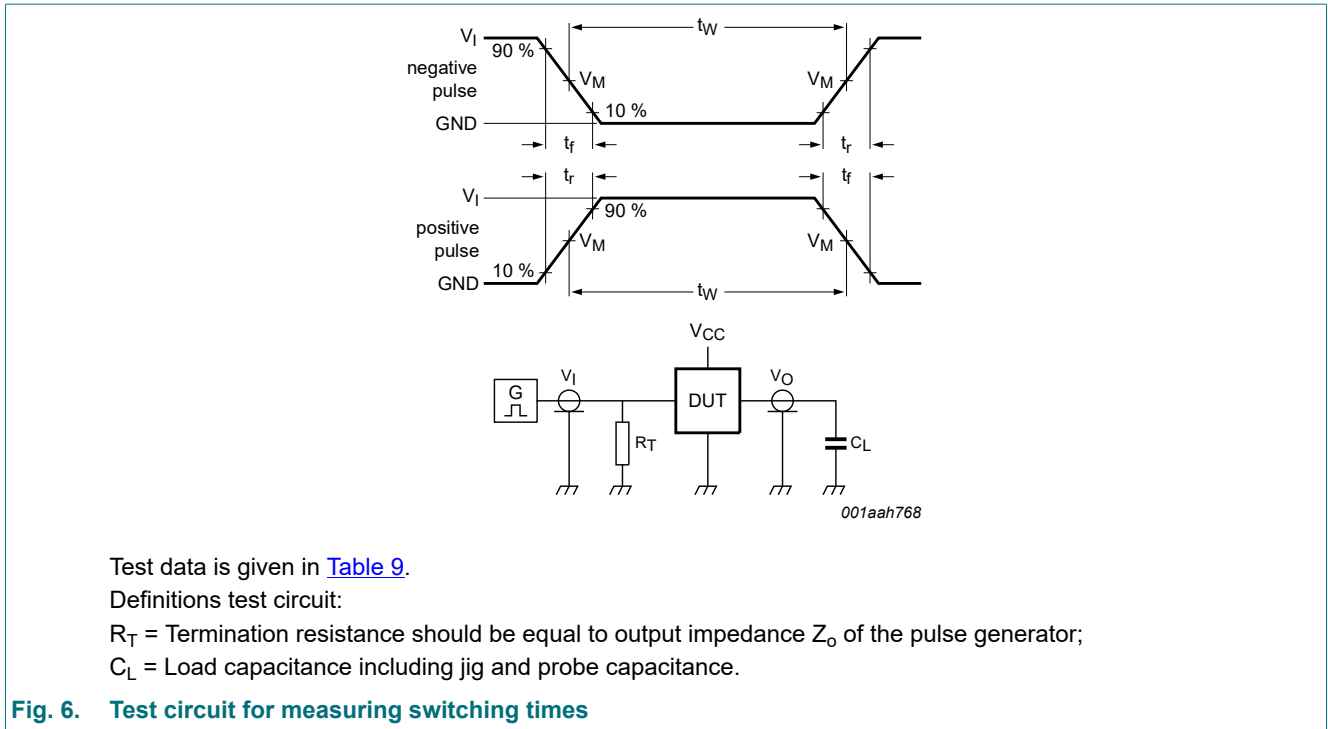 tW
VI
90 %
negative
pulse
VM
VM
10 %
GND
tf
tr
tr
tf
VI
90 %
positive
pulse
VM
VM
10 %
GND
tW
VCC
VI
VO
G
DUT
RT
CL
001aah768
Test data is given in Table 9.
Definitions test circuit:
RT = Termination resistance should be equal to output impedance Zo of the pulse generator;
CL = Load capacitance including jig and probe capacitance.
Fig. 6. Test circuit for measuring switching times